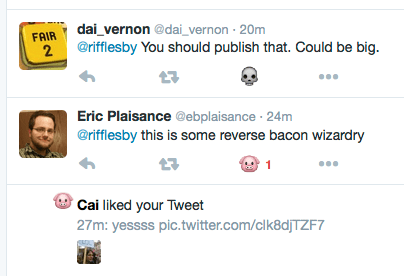 FAIR
2
dai_vernon @dai_vernon · 20m
@rifflesby You should publish that. Could be big.
Eric Plaisance @ebplaisance · 24m
@rifflesby this is some reverse bacon wizardry
1
Cai liked your Tweet
27m: yessss pic.twitter.com/clk8djTZF7